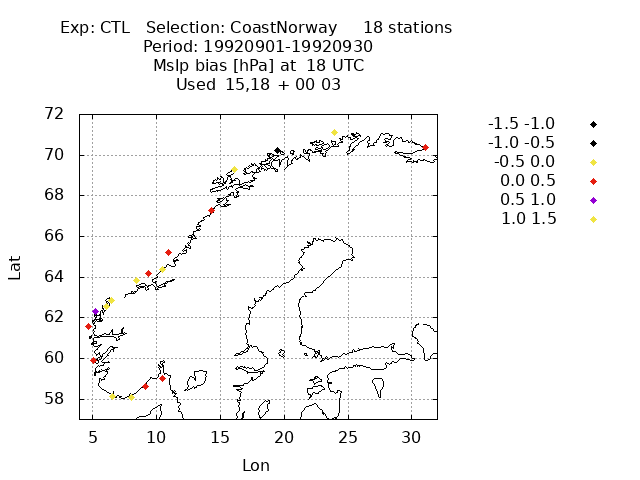 Exp: CTL Selection: CoastNorway 18 stations
Period: 19920901-19920930
Mslp bias [hPa] at 18 UTC
Used 15,18 + 00 03
72
70
68
66
64
62
60
58
Lat
5 10 15 20 25 30
Lon
-1.5 -1.0
-1.0 -0.5
-0.5 0.0
0.0 0.5
0.5 1.0
1.0 1.5